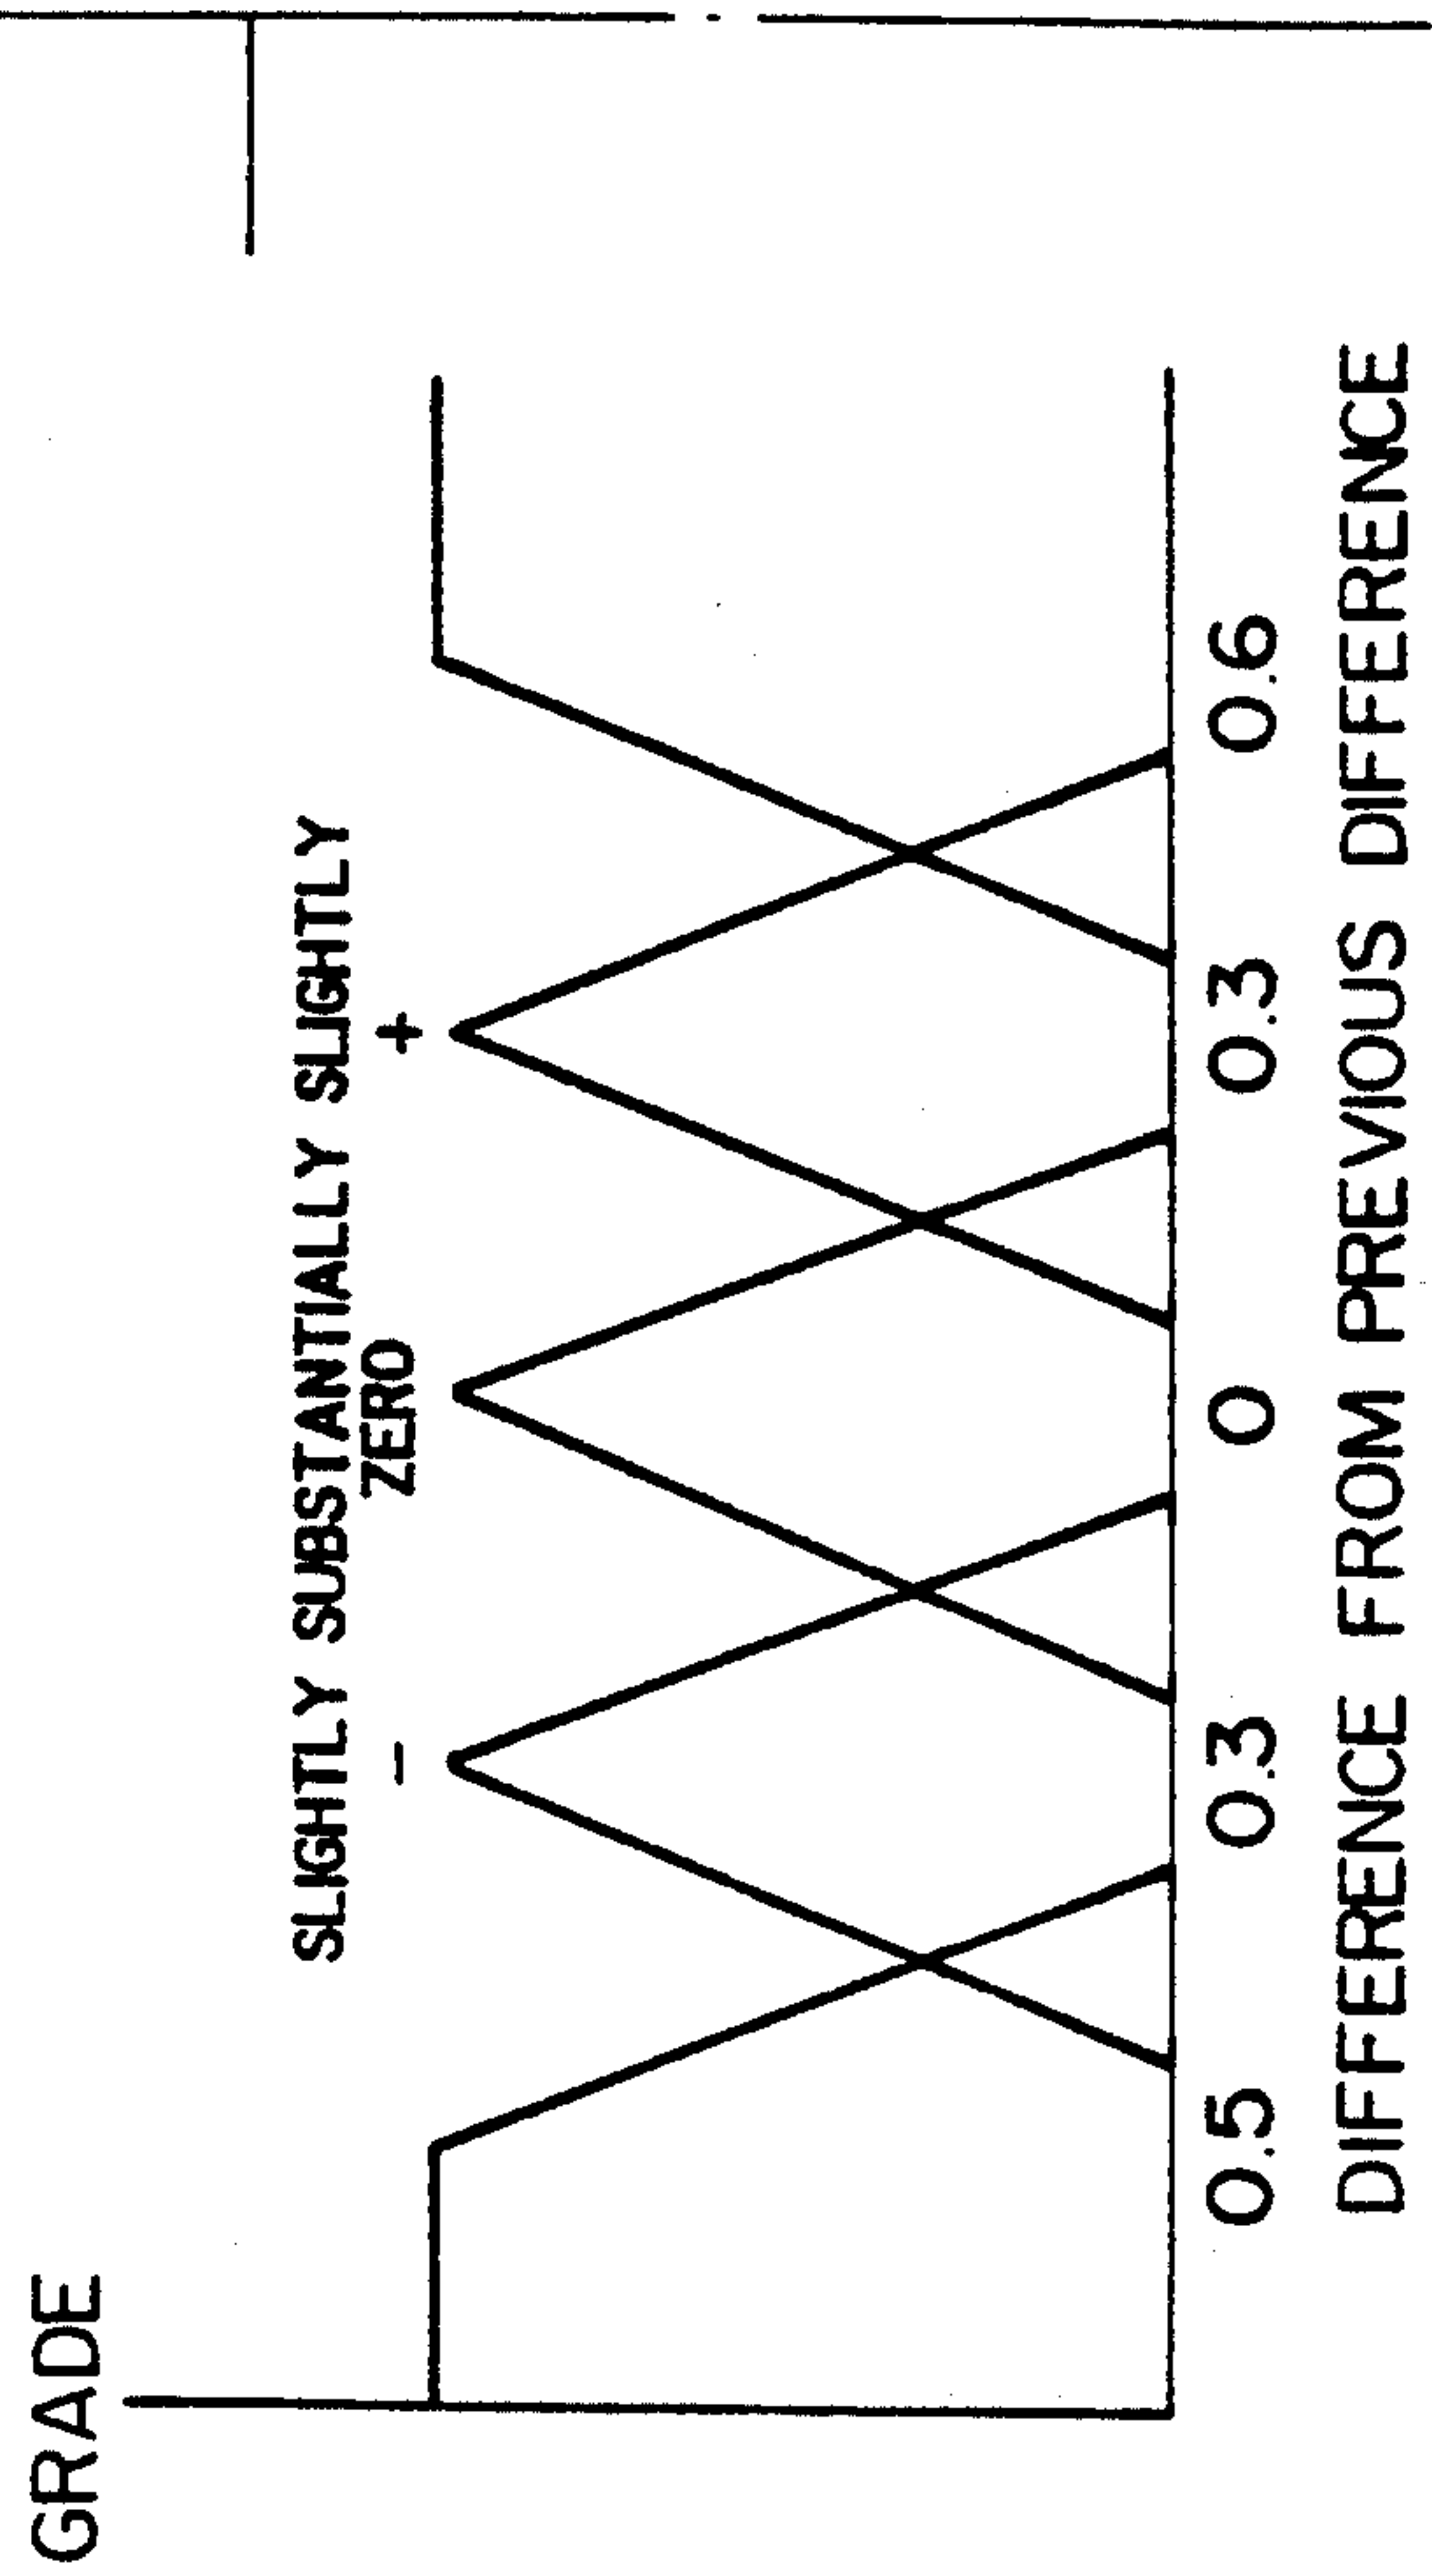 GRADE
SLIGHTLY SUBSTANTIALLY SLIGHTLY
- ZERO +
0.5 0.3 0 0.3 0.6
DIFFERENCE FROM PREVIOUS DIFFERENCE